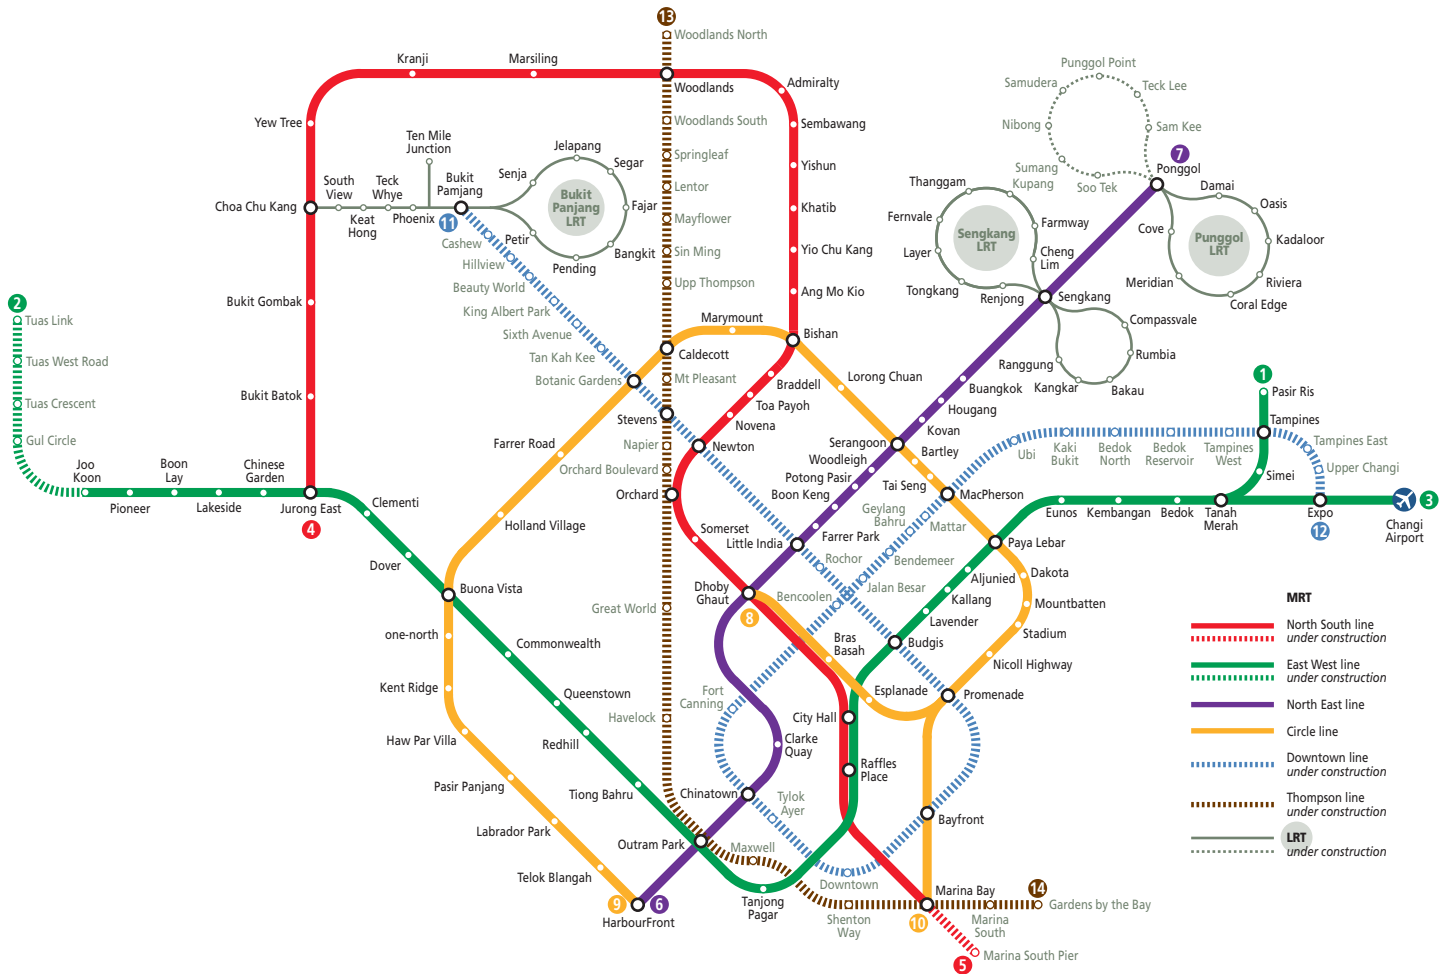 13
Woodlands North
Kranji
Marsiling
Woodlands
Admiralty
Punggol Point
Samudera
Teck Lee
Yew Tree
Woodlands South
Sembawang
Nibong
Sam Kee
Ten Mile
Junction
Jelapang
Segar
Springleaf
Yishun
Sumang
Kupang
Soo Tek
7
Ponggol
South
View
Teck
Whye
Bukit
Pamjang
Senja
Lentor
Thanggam
Damai
Choa Chu Kang
Keat
Hong
Phoenix
11
Bukit
Panjang
LRT
Fajar
Mayflower
Khatib
Fernvale
Farmway
Oasis
Cashew
Petir
Bangkit
Sin Ming
Yio Chu Kang
Sengkang
LRT
Cove
Punggol
LRT
Kadaloor
Hillview
Pending
Layer
Cheng
Lim
Beauty World
Upp Thompson
Ang Mo Kio
Tongkang
Renjong
Sengkang
Meridian
Riviera
Coral Edge
2
Tuas Link
Bukit Gombak
King Albert Park
Marymount
Bishan
Compassvale
Sixth Avenue
Tan Kah Kee
Caldecott
Rumbia
Tuas West Road
Ranggung
Kangkar
Bakau
Botanic Gardens
Mt Pleasant
Braddell
Lorong Chuan
Buangkok
1
Pasir Ris
Tuas Crescent
Bukit Batok
Toa Payoh
Hougang
Stevens
Novena
Kovan
Tampines
Gul Circle
Farrer Road
Napier
Newton
Serangoon
Woodleigh
Bartley
Ubi
Kaki
Bukit
Bedok
North
Bedok
Reservoir
Tampines
West
Tampines East
Joo
Koon
Boon
Lay
Chinese
Garden
Orchard Boulevard
Potong Pasir
Tai Seng
Simei
Upper Changi
Pioneer
Lakeside
Jurong East
4
Clementi
Orchard
Boon Keng
MacPherson
3
Holland Village
Somerset
Geylang
Bahru
Mattar
Eunos
Kembangan
Bedok
Tanah
Merah
Expo
12
Changi
Airport
Little India
Farrer Park
Paya Lebar
Dover
Rochor
Bendemeer
Aljunied
Dakota
Buona Vista
Dhoby
Ghaut
8
Bencoolen
Jalan Besar
Kallang
Mountbatten
Great World
Lavender
one-north
Commonwealth
Bras
Basah
Budgis
Stadium
Nicoll Highway
Kent Ridge
Queenstown
Fort
Canning
Esplanade
Promenade
Havelock
City Hall
Haw Par Villa
Redhill
Clarke
Quay
Raffles
Place
Pasir Panjang
Tiong Bahru
Chinatown
Tylok
Ayer
Bayfront
Labrador Park
Outram Park
Maxwell
Telok Blangah
Downtown
Marina Bay
14
Gardens by the Bay
9
6
HarbourFront
Tanjong
Pagar
Shenton
Way
10
Marina
South
5
Marina South Pier
MRT
North South line
under construction
East West line
under construction
North East line
Circle line
Downtown line
under construction
Thompson line
under construction
LRT
under construction